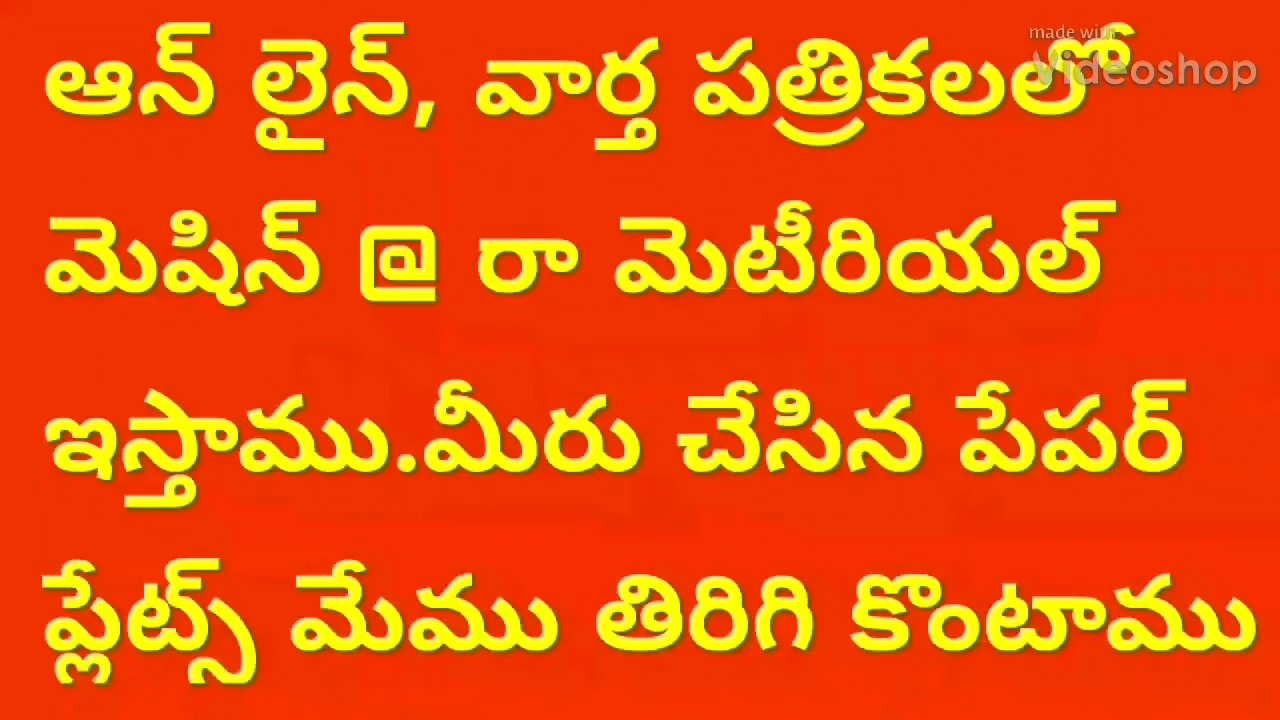 made with
Videoshop
ఆన్ లైన్, వార్త పత్రికలలో
మెషిన్ @ రా మెటీరియల్
ఇస్తాము.మీరు చేసిన పేపర్
ప్లేట్స్ మేము తిరిగి కొంటాము